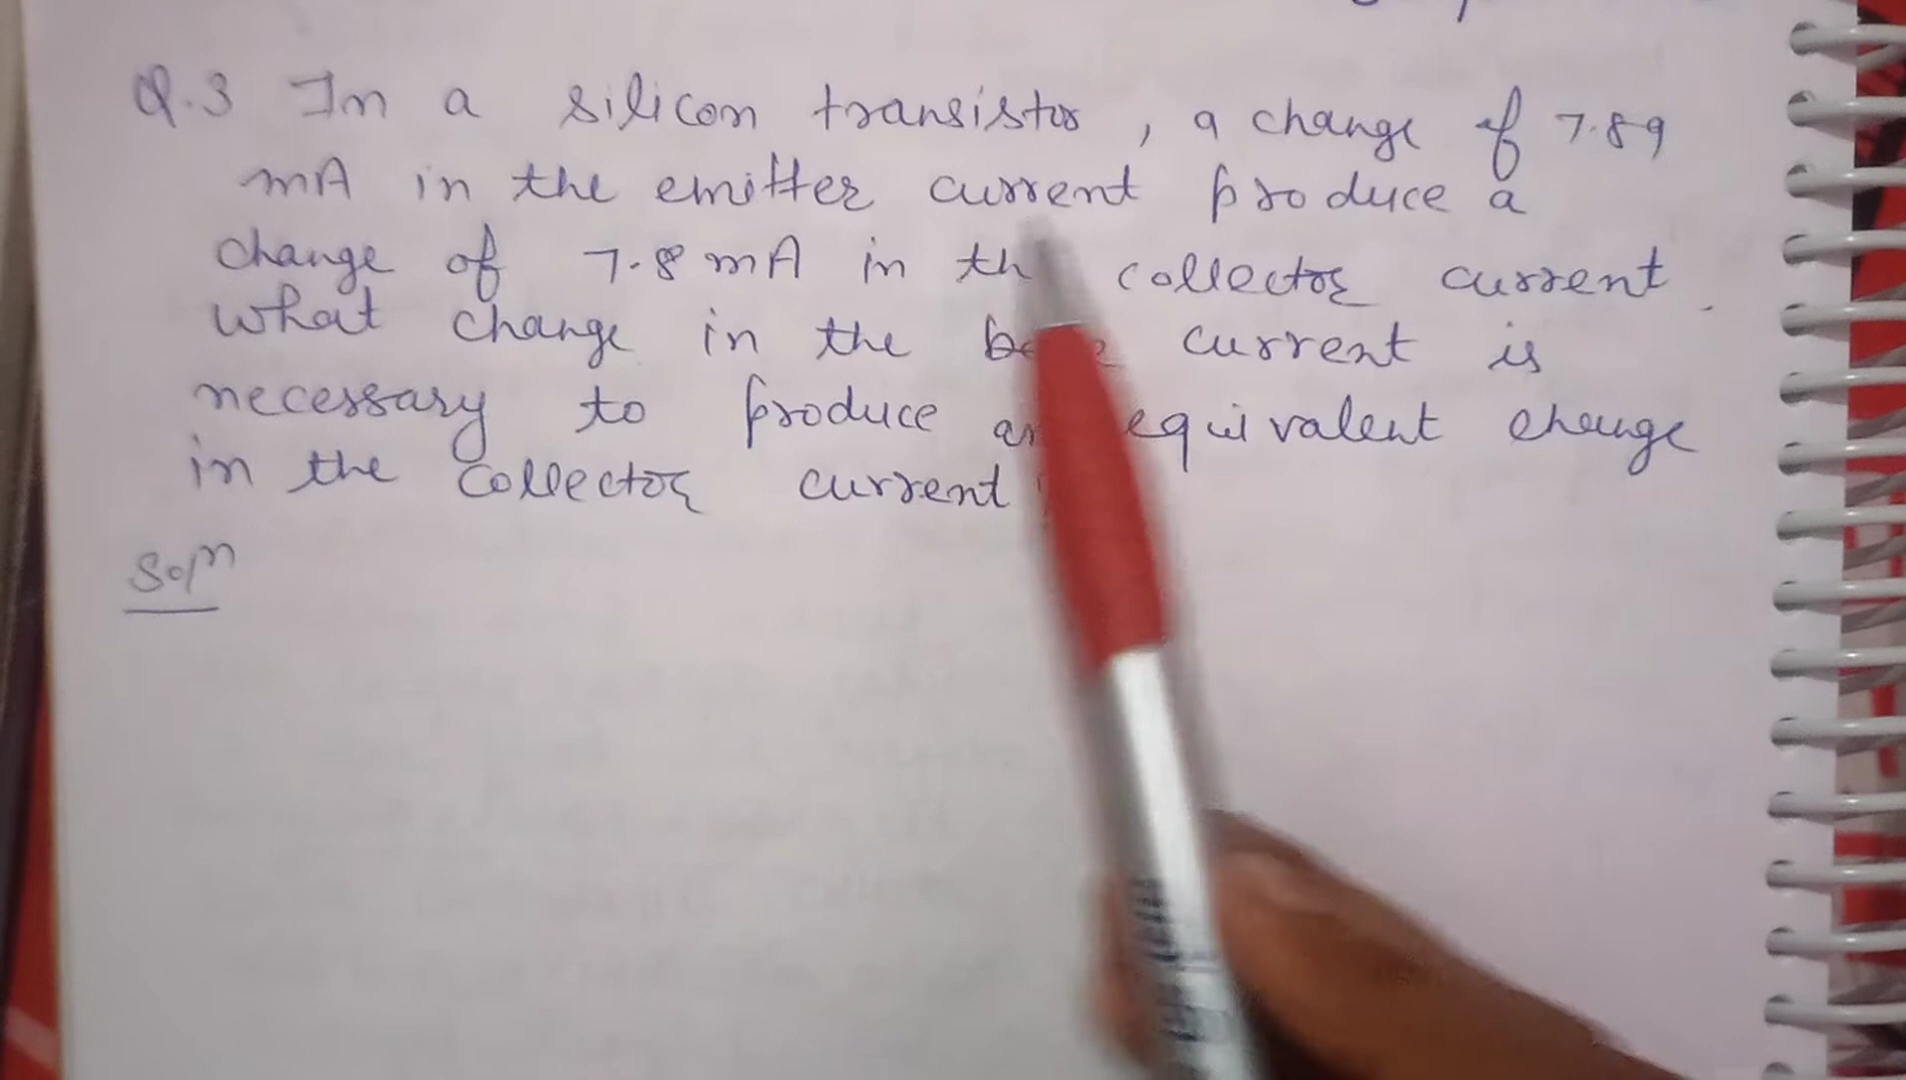 Q.3 In a silicon transistor, a change of 7.89
mA in the emitter current produce a
change of 7.8 mA in the collector current.
what change in the base current is
necessary to produce an equivalent change
in the collector current
Solⁿ